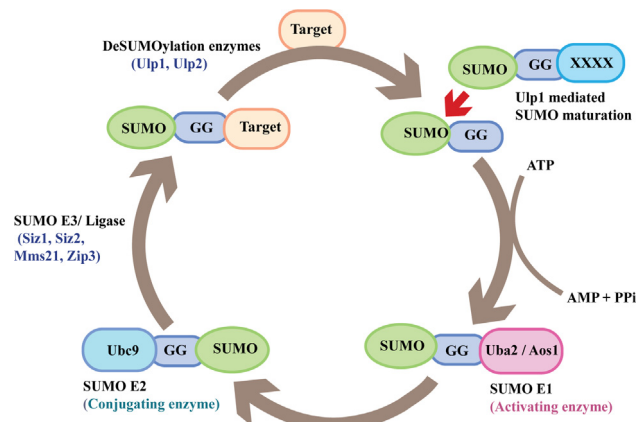 Target
DeSUMOylation enzymes
(Ulp1, Ulp2)
SUMO GG XXXX
Ulp1 mediated
SUMO maturation
SUMO GG Target
SUMO GG
ATP
SUMO E3/ Ligase
(Siz1, Siz2,
Mms21, Zip3)
AMP + PPi
Ubc9 GG SUMO
SUMO GG Uba2 / Aos1
SUMO E2
(Conjugating enzyme)
SUMO E1
(Activating enzyme)